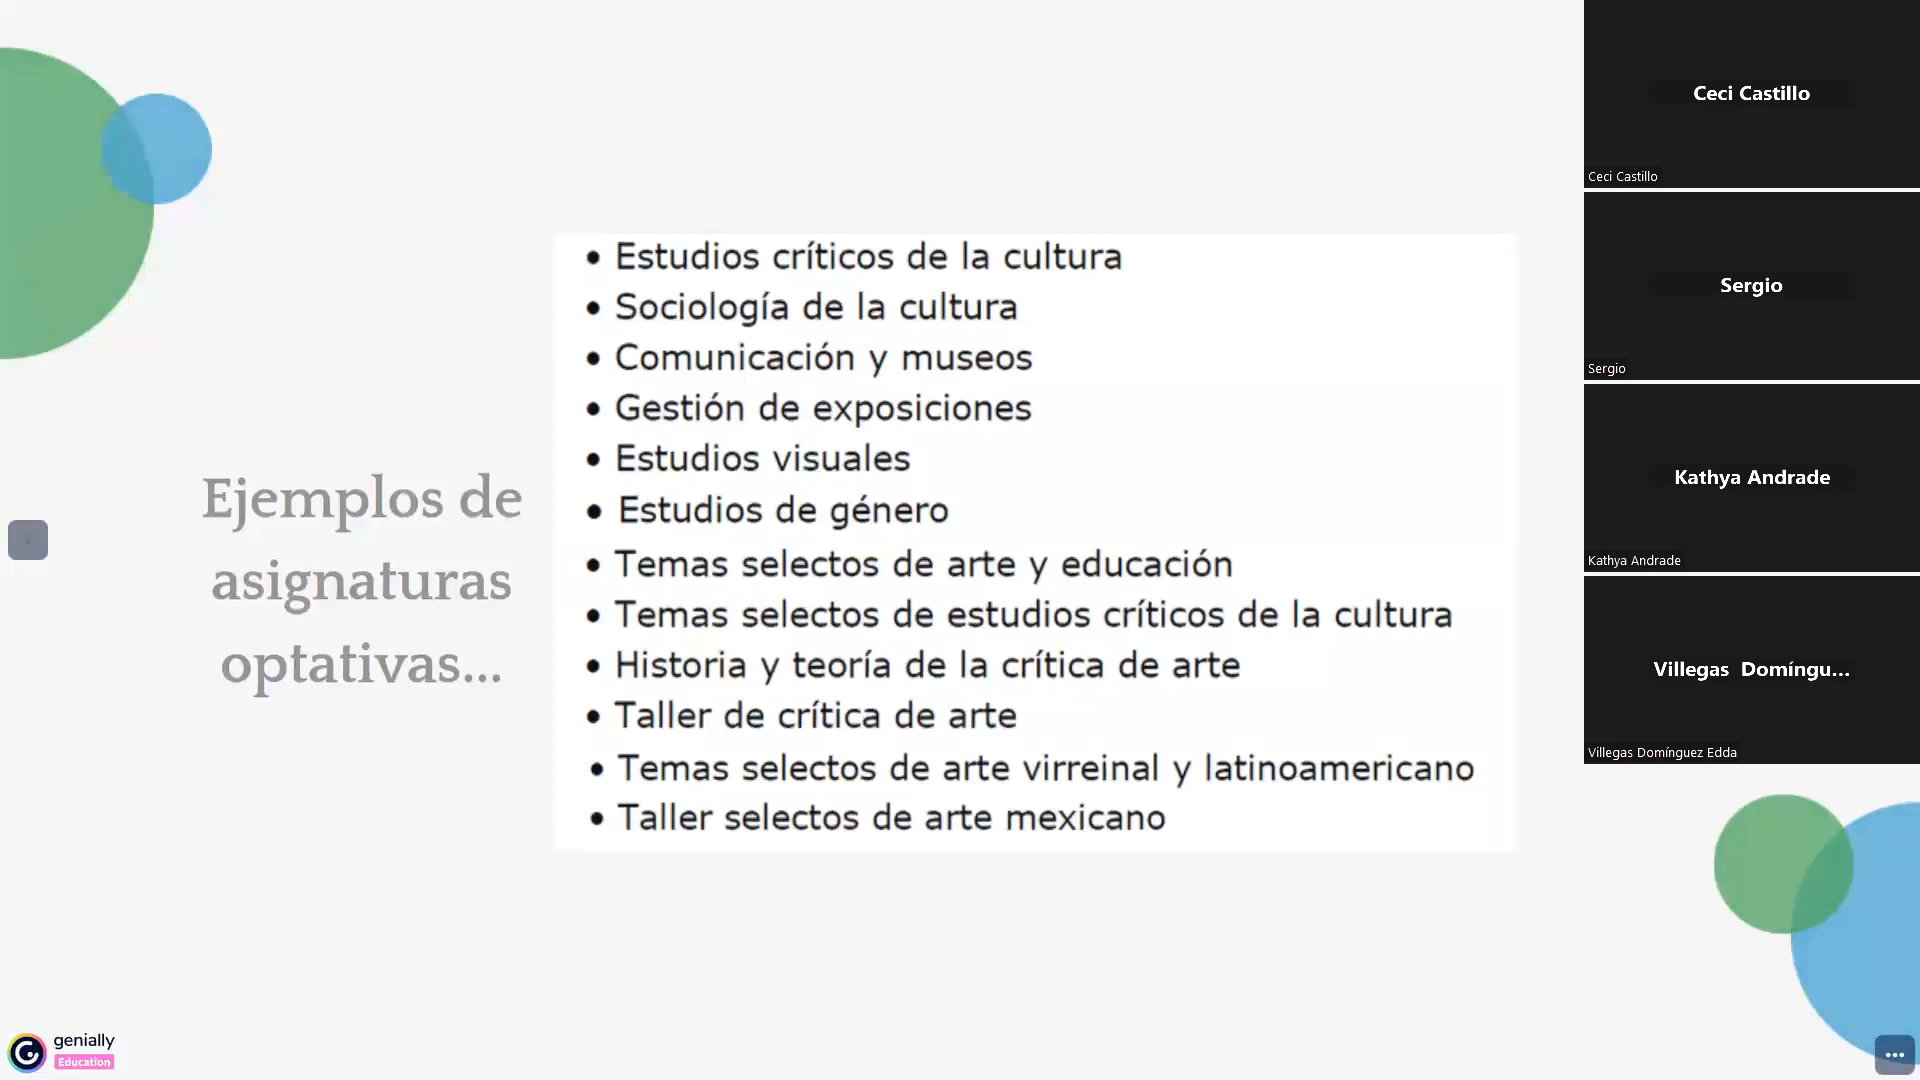 Ejemplos de
asignaturas
optativas...
• Estudios críticos de la cultura
• Sociología de la cultura
• Comunicación y museos
• Gestión de exposiciones
• Estudios visuales
• Estudios de género
• Temas selectos de arte y educación
• Temas selectos de estudios críticos de la cultura
• Historia y teoría de la crítica de arte
• Taller de crítica de arte
• Temas selectos de arte virreinal y latinoamericano
• Taller selectos de arte mexicano
Ceci Castillo
Ceci Castillo
Sergio
Sergio
Kathya Andrade
Kathya Andrade
Villegas Domíngu...
Villegas Domínguez Edda
genially
Education